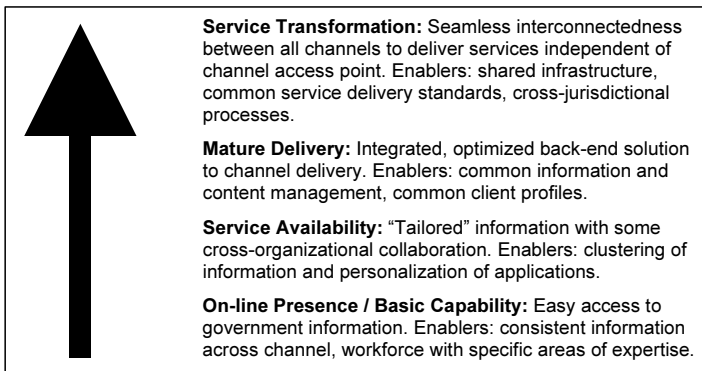 Service Transformation: Seamless interconnectedness
between all channels to deliver services independent of
channel access point. Enablers: shared infrastructure,
common service delivery standards, cross-jurisdictional
processes.
Mature Delivery: Integrated, optimized back-end solution
to channel delivery. Enablers: common information and
content management, common client profiles.
Service Availability: “Tailored” information with some
cross-organizational collaboration. Enablers: clustering of
information and personalization of applications.
On-line Presence / Basic Capability: Easy access to
government information. Enablers: consistent information
across channel, workforce with specific areas of expertise.